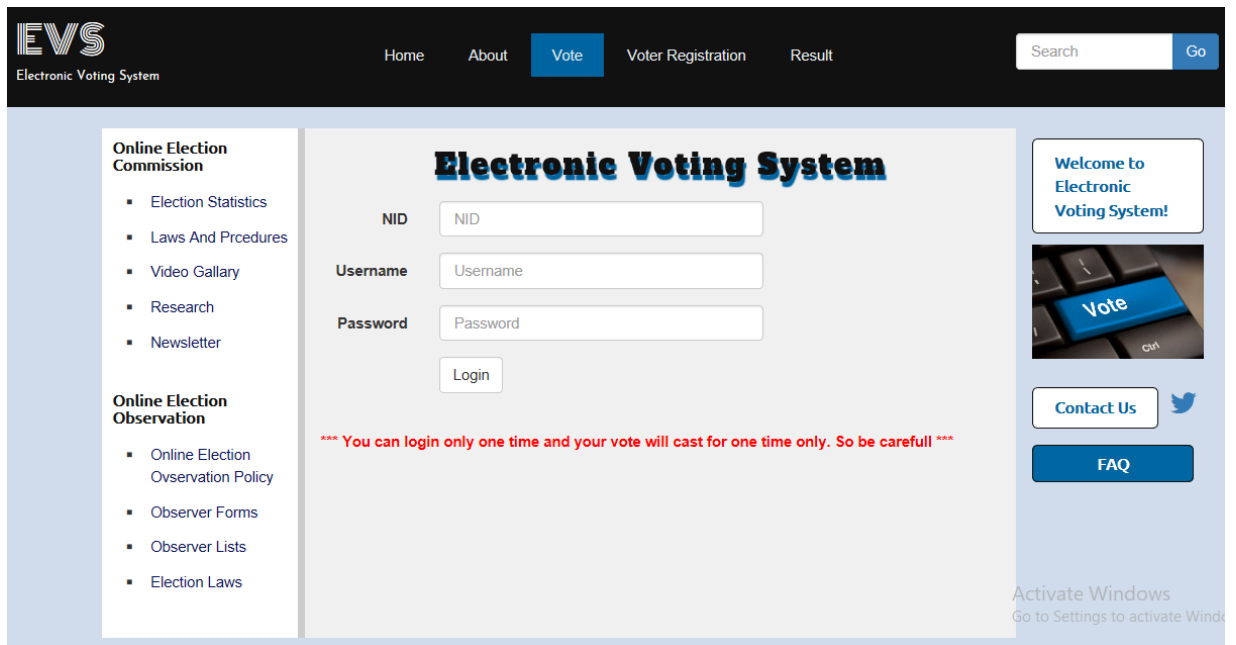 EVS
Electronic Voting System
Home
About
Vote
Voter Registration
Result
Search
Go
Online Election
Commission
Election Statistics
Laws And Prcedures
Video Gallary
Research
Newsletter
Online Election
Observation
Online Election
Ovservation Policy
Observer Forms
Observer Lists
Election Laws
Electronic Voting System
NID
NID
Username
Username
Password
Password
Login
*** You can login only one time and your vote will cast for one time only. So be carefull ***
Welcome to
Electronic
Voting System!
Vote
Ctrl
Contact Us
FAQ
Activate Windows
Go to Settings to activate Wind